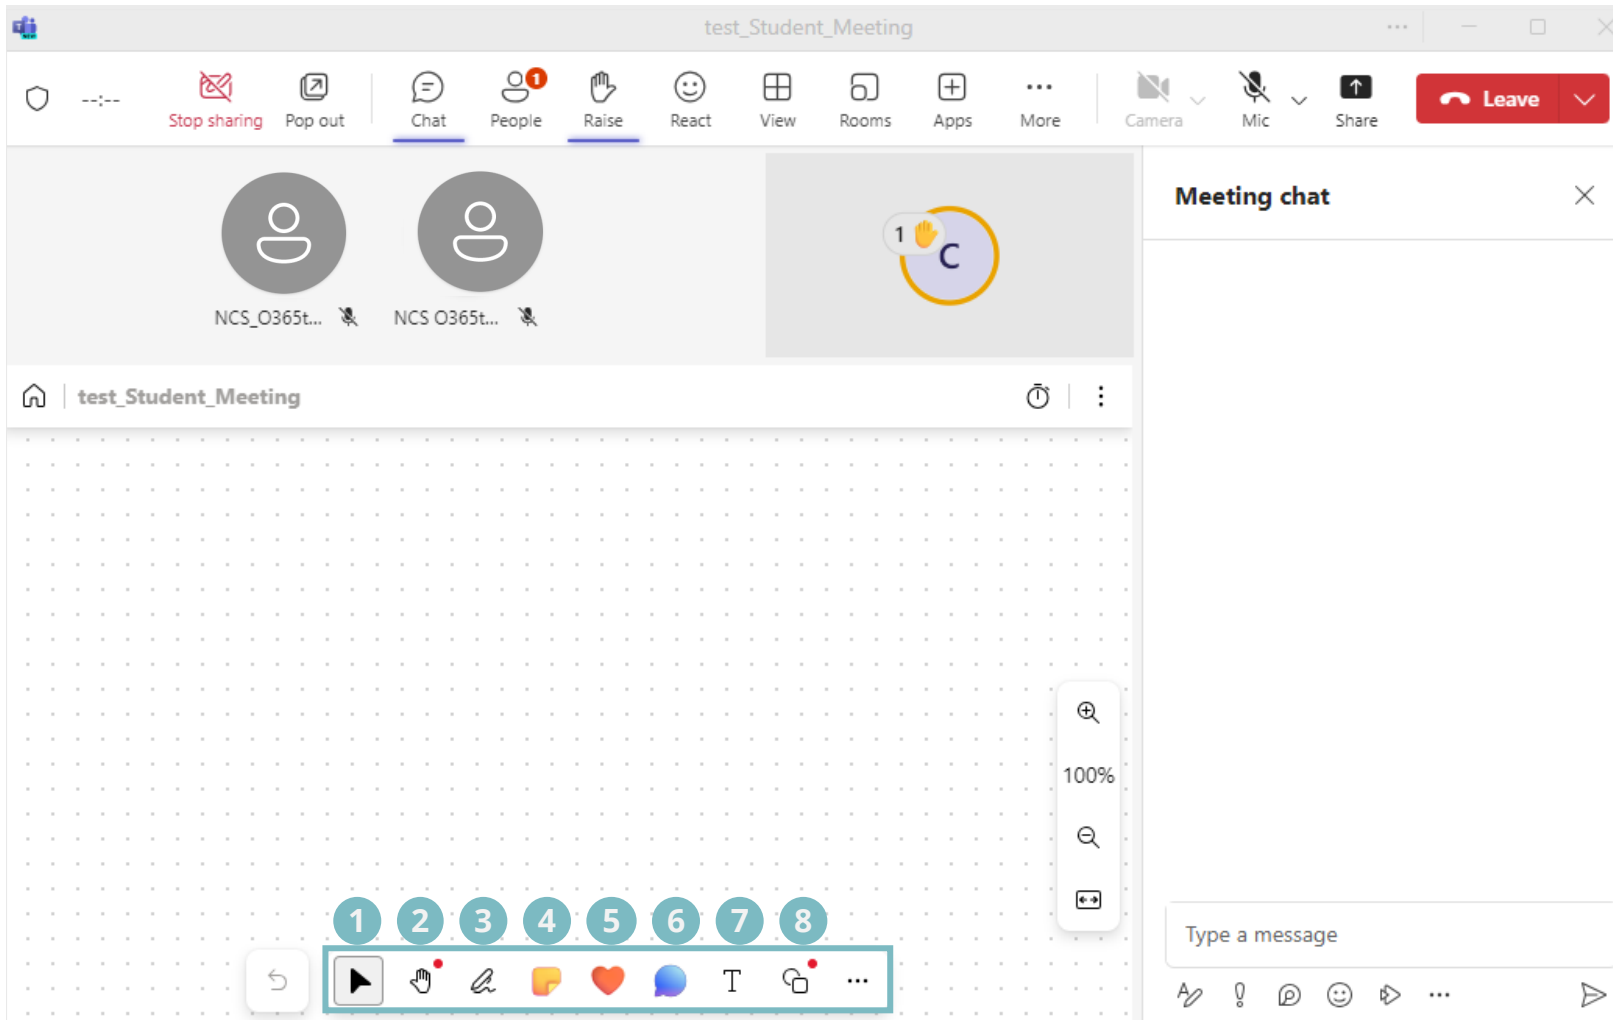 test_Student_Meeting
--:--
Stop sharing
Pop out
Chat
1
People
Raise
React
View
Rooms
Apps
More
Camera
Mic
Share
Leave
NCS_O365t...
NCS O365t...
1
C
Meeting chat
test_Student_Meeting
100%
1 2 3 4 5 6 7 8
T
Type a message